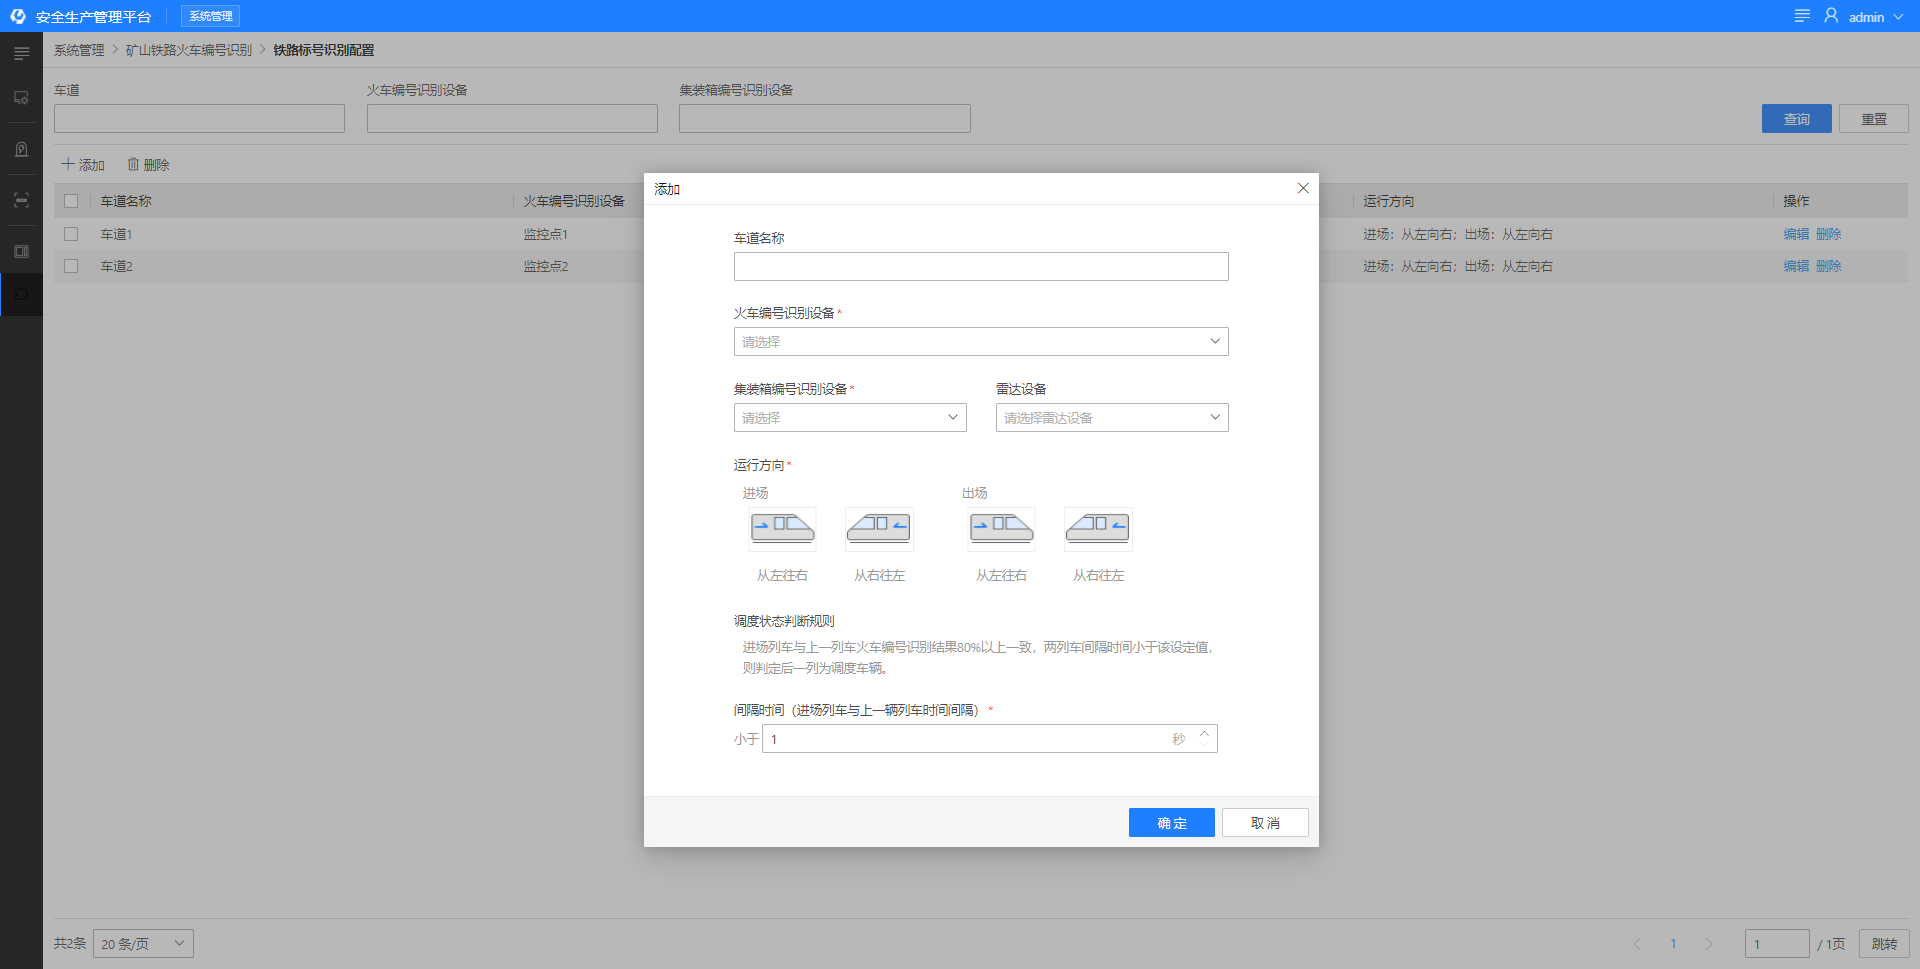 安全生产管理平台 系统管理 admin
系统管理 > 矿山铁路火车编号识别 > 铁路标号识别配置
车道 火车编号识别设备 集装箱编号识别设备
查询 重置
添加 删除
车道名称 火车编号识别设备 运行方向 操作
车道1 监控点1 进场：从左向右；出场：从左向右 编辑 删除
车道2 监控点2 进场：从左向右；出场：从左向右 编辑 删除
添加
车道名称
火车编号识别设备*
请选择
集装箱编号识别设备* 雷达设备
请选择 请选择雷达设备
运行方向*
进场 出场
从左往右 从右往左 从左往右 从右往左
调度状态判断规则
进场列车与上一列车火车编号识别结果80%以上一致，两列车间隔时间小于该设定值，
则判定后一列为调度车辆。
间隔时间（进场列车与上一辆列车时间间隔） *
小于 1 秒
确定 取消
共2条 20 条/页 1 1 / 1页 跳转